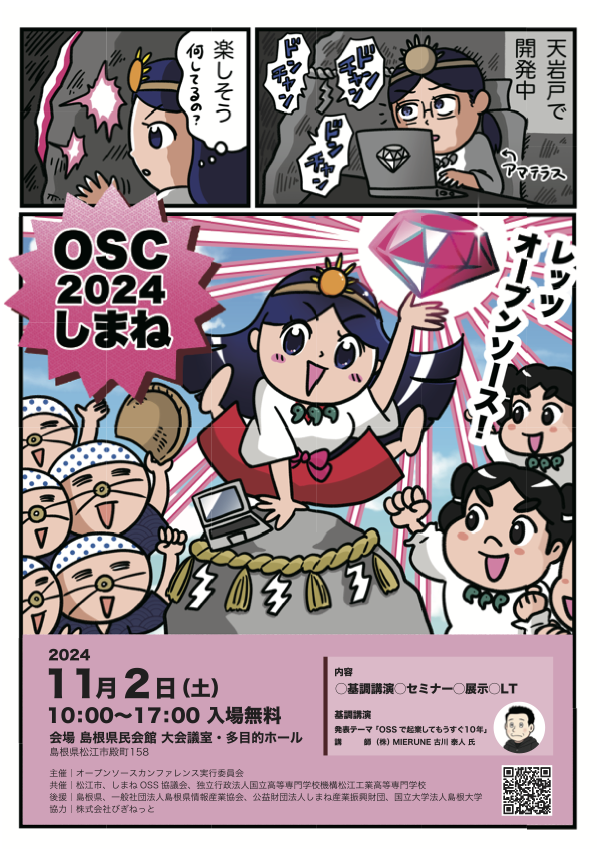 天岩戸で
開発中
ドンチャン
ドンチャン
ドンチャン
アマテラス
楽しそう
何してるの?
OSC
2024
しまね
レッツ
オープンソース!
2024
11月2日(土)
10:00〜17:00 入場無料
会場 島根県民会館 大会議室・多目的ホール
島根県松江市殿町158
内容
○基調講演○セミナー○展示○LT
基調講演
発表テーマ「OSSで起業してもうすぐ10年」
講 師 (株) MIERUNE 古川 泰人 氏
主催|オープンソースカンファレンス実行委員会
共催|松江市、しまねOSS協議会、独立行政法人国立高等専門学校機構松江工業高等専門学校
後援|島根県、一般社団法人島根県情報産業協会、公益財団法人しまね産業振興財団、国立大学法人島根大学
協力|株式会社びぎねっと